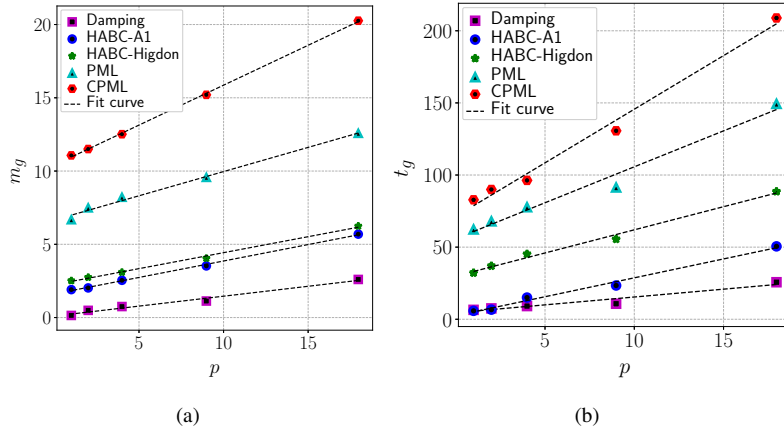 Damping
HABC-A1
HABC-Higdon
PML
CPML
Fit curve
20
15
10
5
0
m_g
5
10
15
p
(a)
Damping
HABC-A1
HABC-Higdon
PML
CPML
Fit curve
200
150
100
50
0
t_g
5
10
15
p
(b)